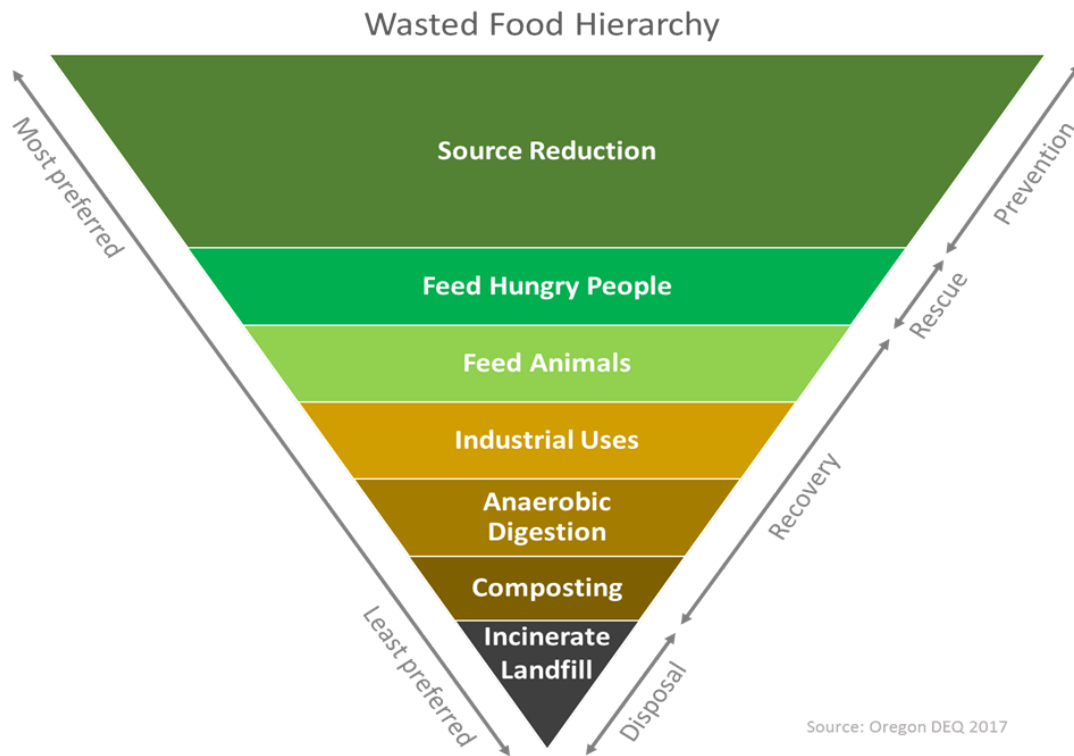 Wasted Food Hierarchy
Most preferred
Least preferred
Source Reduction
Feed Hungry People
Feed Animals
Industrial Uses
Anaerobic
Digestion
Composting
Incinerate
Landfill
Prevention
Rescue
Recovery
Disposal
Source: Oregon DEQ 2017